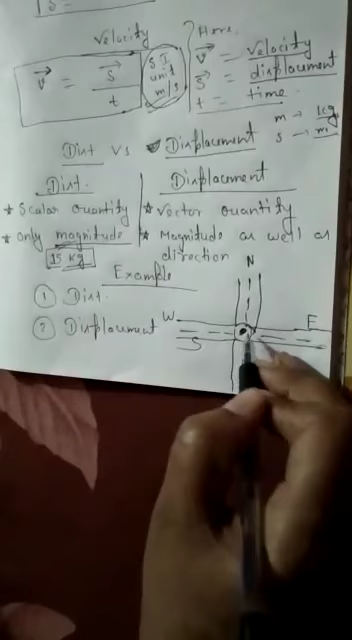 Velocity
v = s / t
S.I unit m/s
Here,
v = velocity
s = displacement
t = time.
m → kg
s → m
Dist vs Displacement
Dist.
* Scalar quantity
* Only magnitude
15 kg
Displacement
* Vector quantity
* Magnitude as well as direction
Example
① Dist.
② Displacement
N
W
E
S